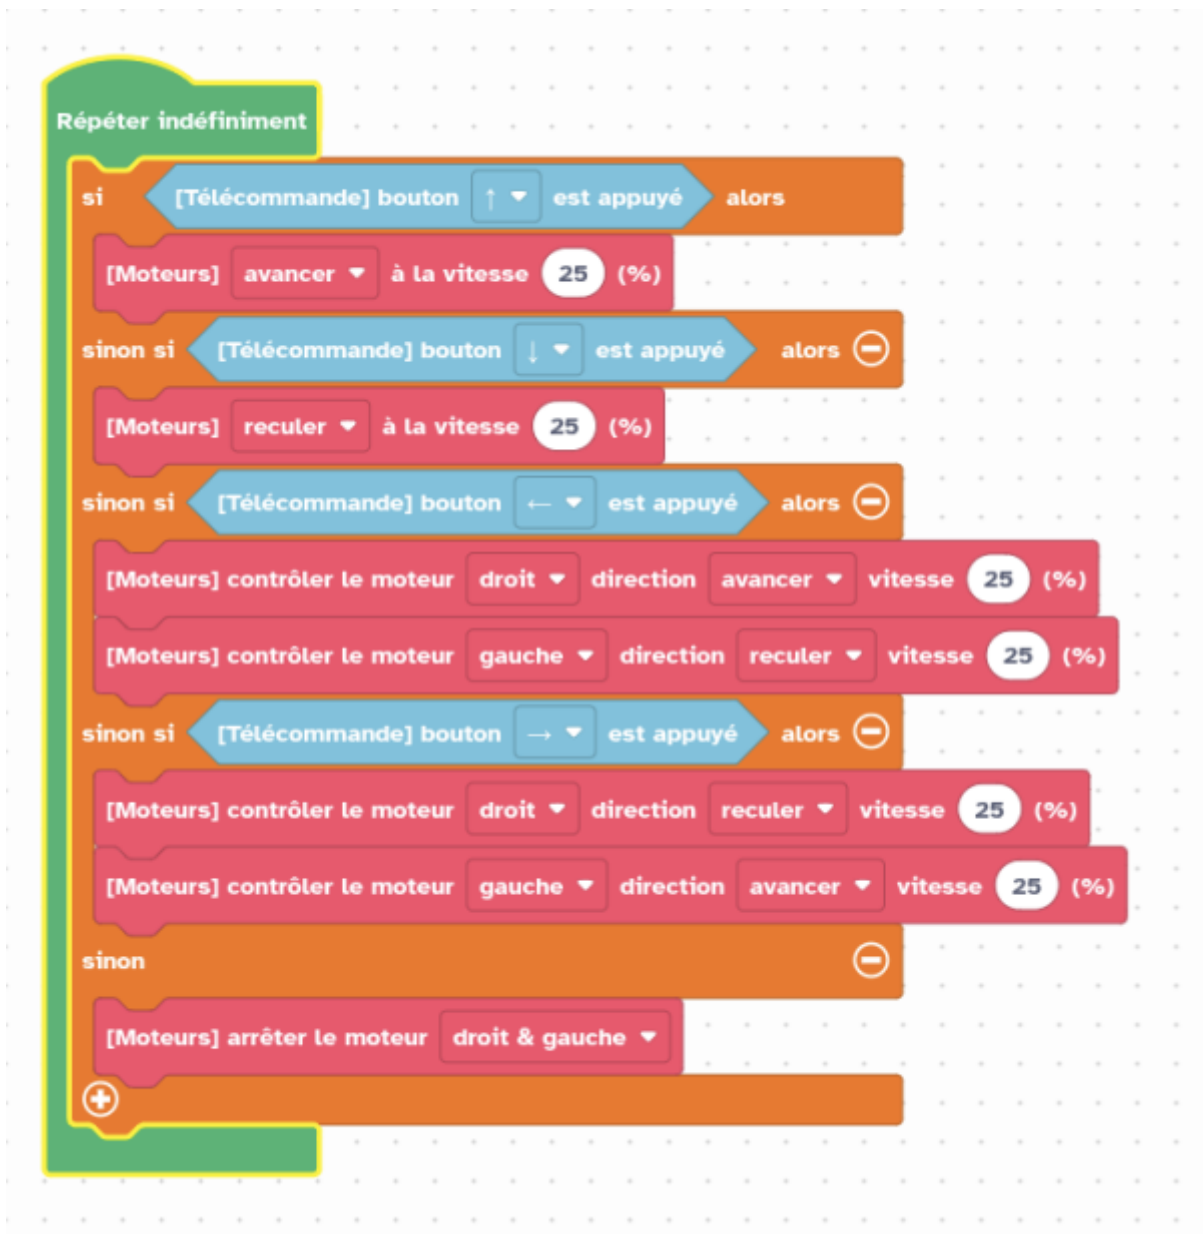 Répéter indéfiniment
si [Télécommande] bouton ↑ est appuyé alors
[Moteurs] avancer à la vitesse 25 (%)
sinon si [Télécommande] bouton ↓ est appuyé alors
[Moteurs] reculer à la vitesse 25 (%)
sinon si [Télécommande] bouton ← est appuyé alors
[Moteurs] contrôler le moteur droit direction avancer vitesse 25 (%)
[Moteurs] contrôler le moteur gauche direction reculer vitesse 25 (%)
sinon si [Télécommande] bouton → est appuyé alors
[Moteurs] contrôler le moteur droit direction reculer vitesse 25 (%)
[Moteurs] contrôler le moteur gauche direction avancer vitesse 25 (%)
sinon
[Moteurs] arrêter le moteur droit & gauche